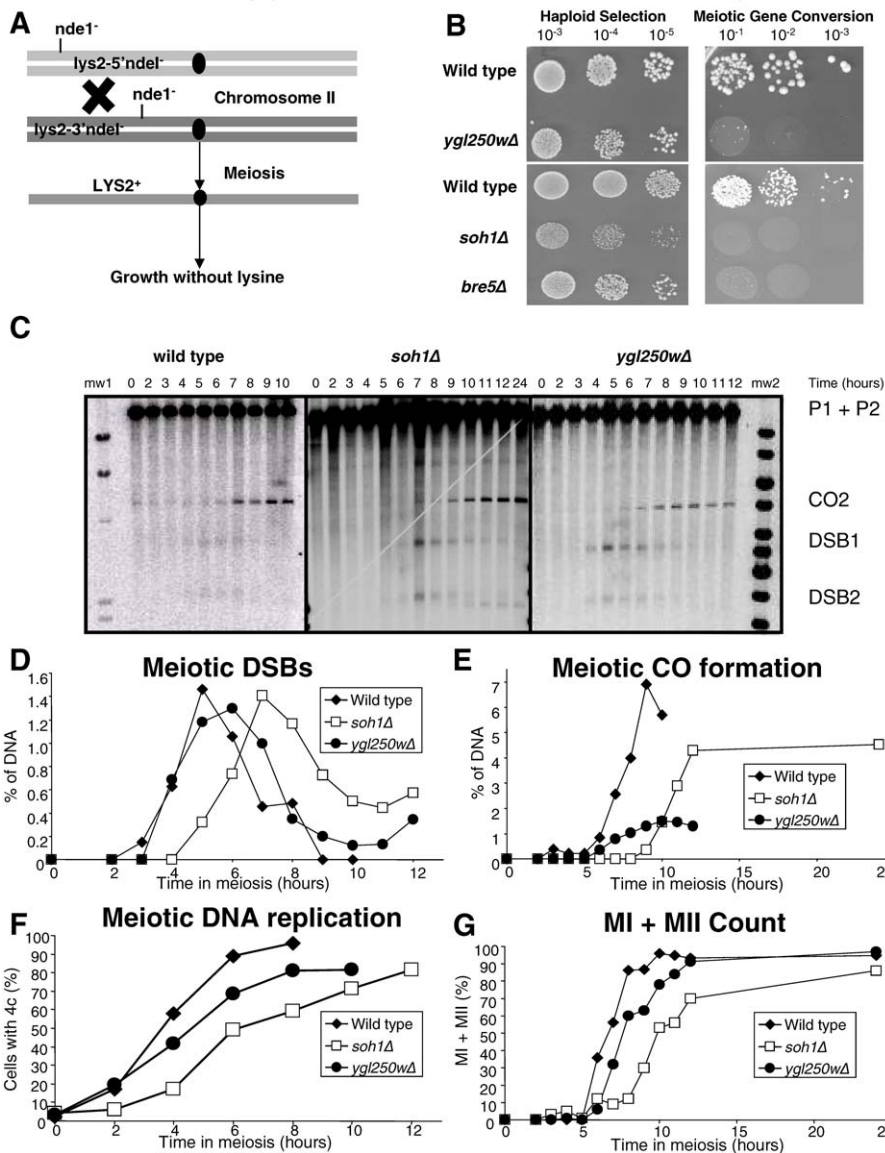 A
nde1-
lys2-5'ndeI-
nde1-
Chromosome II
lys2-3'ndeI-
LYS2+
Meiosis
Growth without lysine
B
Haploid Selection Meiotic Gene Conversion
10-3 10-4 10-5 10-1 10-2 10-3
Wild type
ygl250wΔ
Wild type
soh1Δ
bre5Δ
C
wild type soh1Δ ygl250wΔ
mw1 0 2 3 4 5 6 7 8 9 10 0 2 3 4 5 6 7 8 9 10 11 12 24 0 2 3 4 5 6 7 8 9 10 11 12 mw2 Time (hours)
P1 + P2
CO2
DSB1
DSB2
D Meiotic DSBs
% of DNA
1.6
1.4
1.2
1.0
0.8
0.6
0.4
0.2
0
0 2 4 6 8 10 12
Time in meiosis (hours)
Wild type
soh1Δ
ygl250wΔ
E Meiotic CO formation
% of DNA
7
6
5
4
3
2
1
0
0 5 10 15 20 2
Time in meiosis (hours)
Wild type
soh1Δ
ygl250wΔ
F Meiotic DNA replication
Cells with 4c (%)
100
90
80
70
60
50
40
30
20
10
0
0 2 4 6 8 10 12
Time in meiosis (hours)
Wild type
soh1Δ
ygl250wΔ
G MI + MII Count
MI + MII (%)
100
90
80
70
60
50
40
30
20
10
0
0 5 10 15 20 2
Time in meiosis (hours)
Wild type
soh1Δ
ygl250wΔ